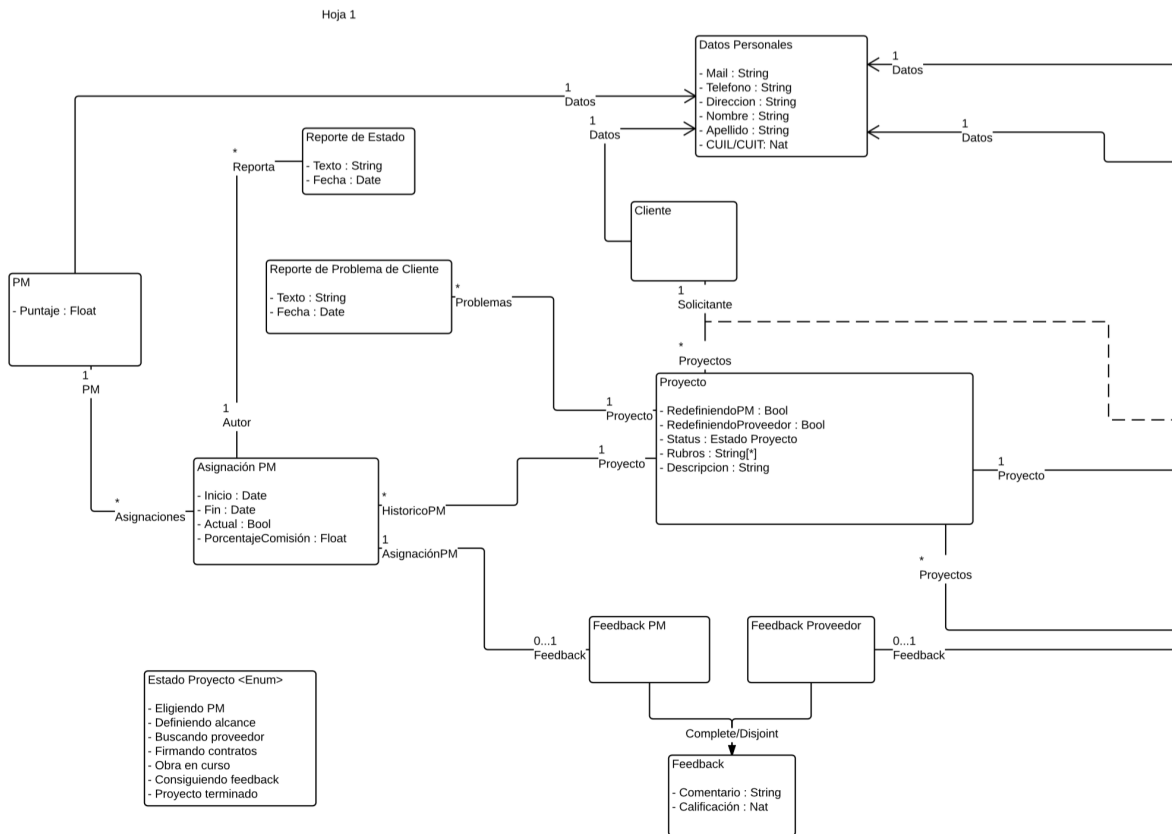 Hoja 1
Datos Personales
- Mail : String
- Telefono : String
- Direccion : String
- Nombre : String
- Apellido : String
- CUIL/CUIT: Nat
1
Datos
1
Datos
1
Datos
1
Datos
Reporte de Estado
- Texto : String
- Fecha : Date
*
Reporta
Cliente
Reporte de Problema de Cliente
- Texto : String
- Fecha : Date
*
Problemas
PM
- Puntaje : Float
1
Solicitante
*
Proyectos
1
PM
Proyecto
- RedefiniendoPM : Bool
- RedefiniendoProveedor : Bool
- Status : Estado Proyecto
- Rubros : String[*]
- Descripcion : String
1
Proyecto
1
Autor
1
Proyecto
1
Proyecto
Asignación PM
- Inicio : Date
- Fin : Date
- Actual : Bool
- PorcentajeComisión : Float
*
Asignaciones
*
HistoricoPM
1
AsignaciónPM
*
Proyectos
Feedback PM
Feedback Proveedor
0...1
Feedback
0...1
Feedback
Estado Proyecto <Enum>
- Eligiendo PM
- Definiendo alcance
- Buscando proveedor
- Firmando contratos
- Obra en curso
- Consiguiendo feedback
- Proyecto terminado
Complete/Disjoint
Feedback
- Comentario : String
- Calificación : Nat